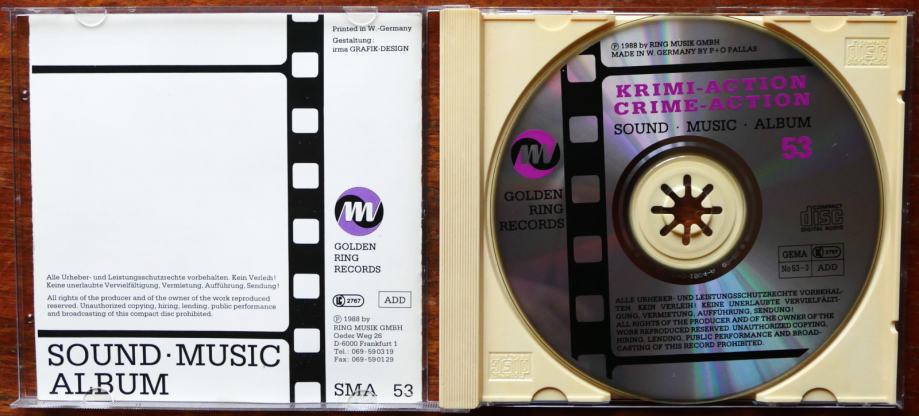 Printed in W.-Germany
Gestaltung:
irma GRAFIK-DESIGN
GOLDEN
RING
RECORDS
LC 2767
ADD
Ⓟ 1988 by
RING MUSIK GMBH
Oeder Weg 26
D-6000 Frankfurt 1
Tel.: 069-590319
Fax: 069-590129
Alle Urheber- und Leistungsschutzrechte vorbehalten. Kein Verleih!
Keine unerlaubte Vervielfältigung, Vermietung, Aufführung, Sendung!
All rights of the producer and of the owner of the work reproduced
reserved. Unauthorized copying, hiring, lending, public performance
and broadcasting of this compact disc prohibited.
SOUND·MUSIC
ALBUM
SMA 53
Ⓟ 1988 by RING MUSIK GMBH
MADE IN W. GERMANY BY P+O PALLAS
KRIMI-ACTION
CRIME-ACTION
SOUND · MUSIC · ALBUM
53
GOLDEN
RING
RECORDS
COMPACT
disc
DIGITAL AUDIO
GEMA
LC 2767
No 53-3
ADD
ALLE URHEBER- UND LEISTUNGSSCHUTZRECHTE VORBEHAL-
TEN. KEIN VERLEIH! KEINE UNERLAUBTE VERVIELFÄLTI-
GUNG, VERMIETUNG, AUFFÜHRUNG, SENDUNG!
ALL RIGHTS OF THE PRODUCER AND OF THE OWNER OF THE
WORK REPRODUCED RESERVED. UNAUTHORIZED COPYING,
HIRING, LENDING, PUBLIC PERFORMANCE AND BROAD-
CASTING OF THIS RECORD PROHIBITED.